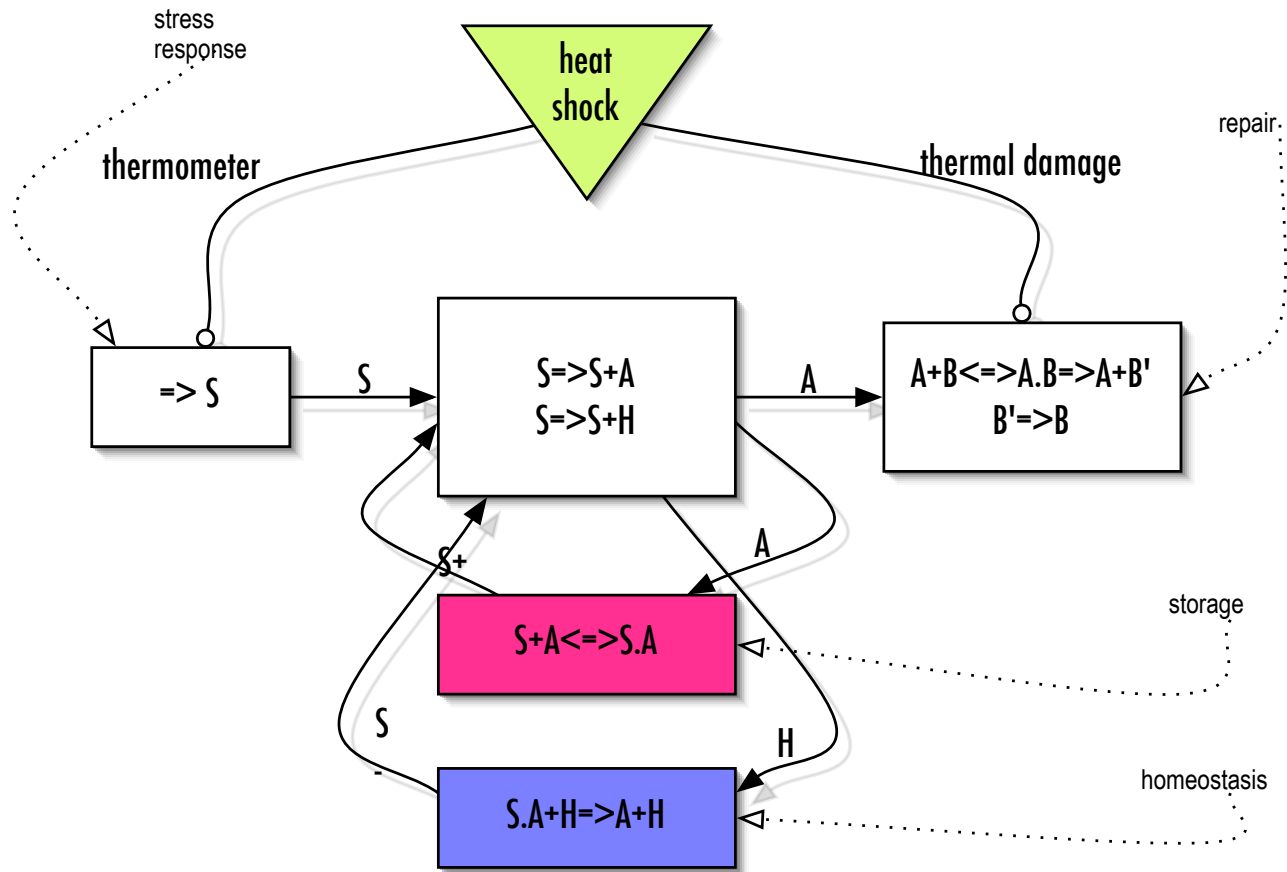 stress
response
heat
shock
repair
thermometer
thermal damage
=> S
S
S=>S+A
S=>S+H
A
A+B<=>A.B=>A+B'
B'=>B
S+
A
S+A<=>S.A
storage
S
-
H
S.A+H=>A+H
homeostasis